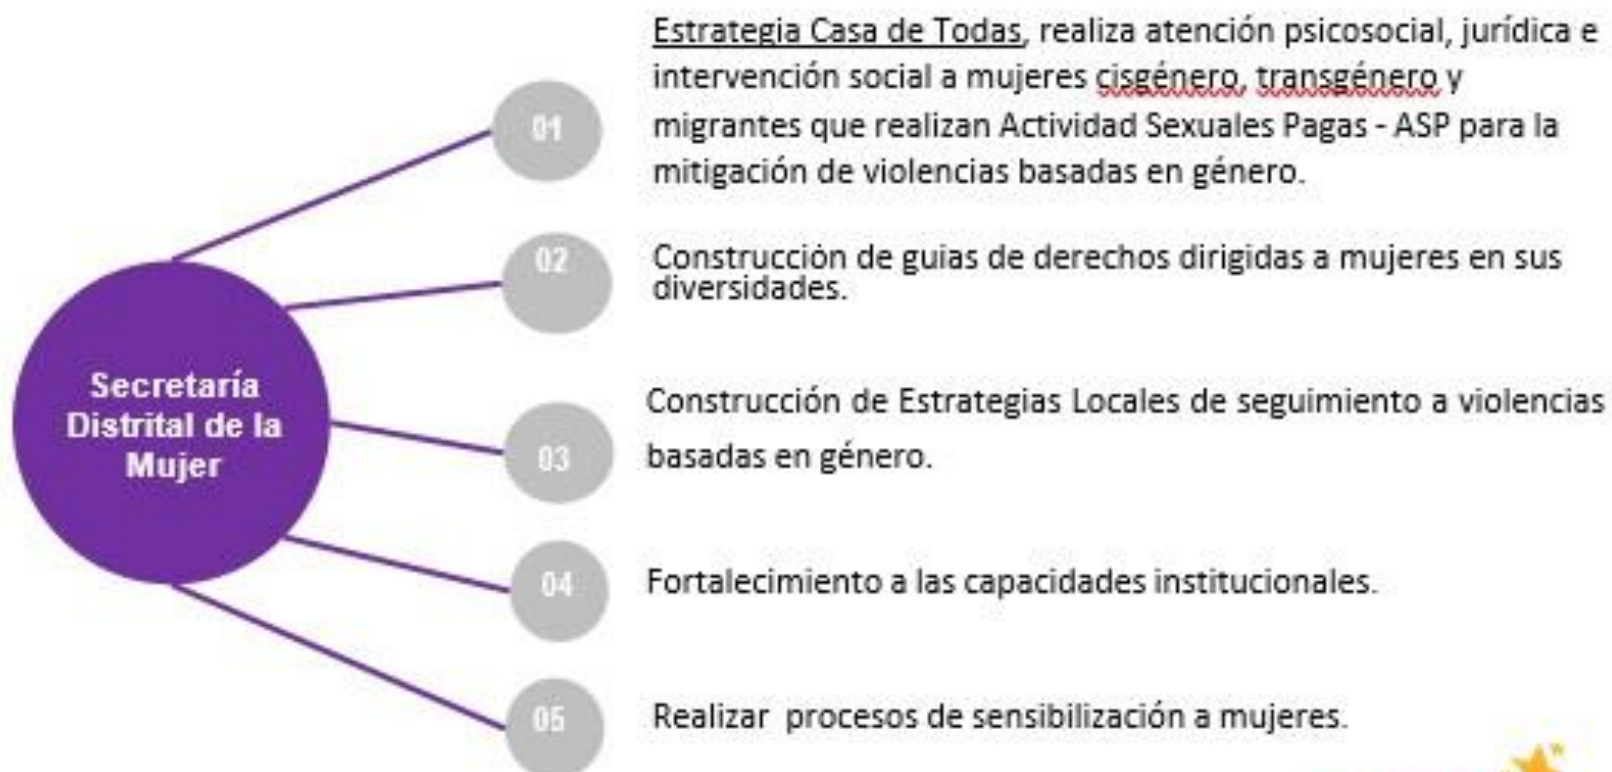 Estrategia Casa de Todas, realiza atención psicosocial, jurídica e
intervención social a mujeres cisgénero, transgénero y
migrantes que realizan Actividad Sexuales Pagas - ASP para la
mitigación de violencias basadas en género.
01
02
Construcción de guias de derechos dirigidas a mujeres en sus
diversidades.
Secretaría
Distrital de la
Mujer
Construcción de Estrategias Locales de seguimiento a violencias
basadas en género.
03
04
Fortalecimiento a las capacidades institucionales.
05
Realizar procesos de sensibilización a mujeres.